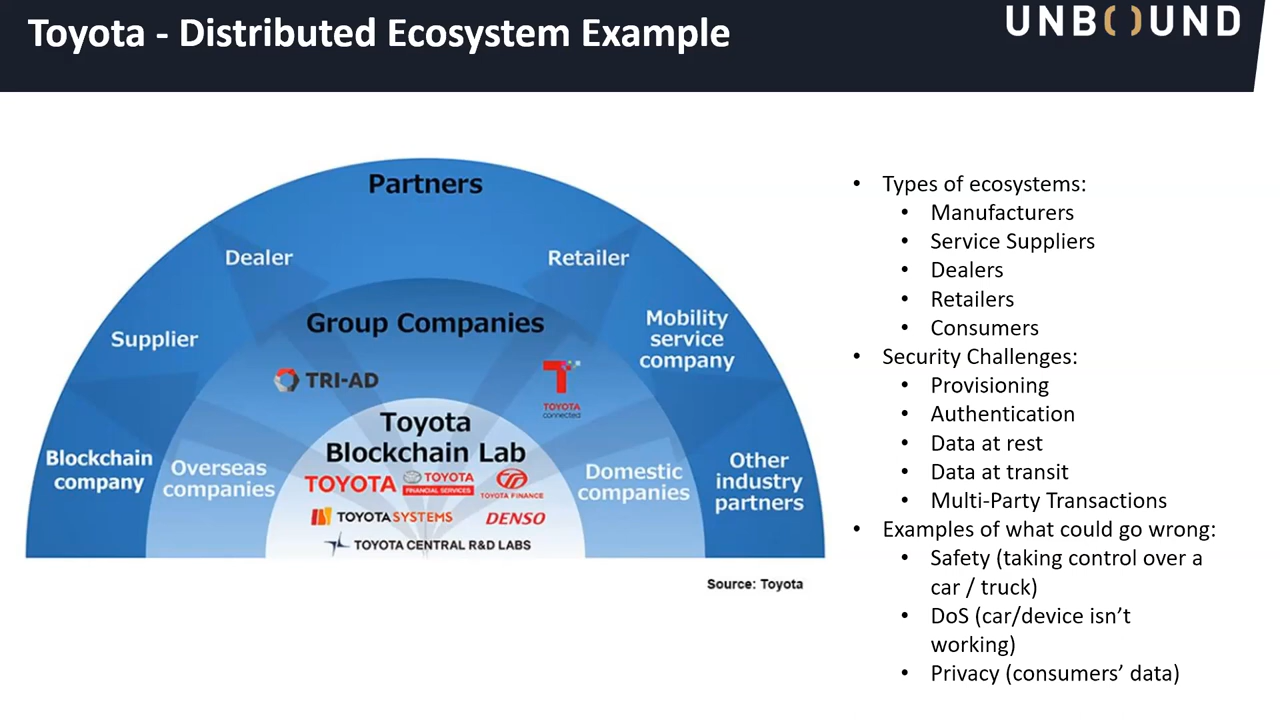 Toyota - Distributed Ecosystem Example
UNBOUND
Partners
Dealer
Retailer
Group Companies
Supplier
Mobility
service
company
TRI-AD
TOYOTA
connected
Toyota
Blockchain Lab
Blockchain
company
Overseas
companies
TOYOTA
TOYOTA
FINANCIAL SERVICES
TOYOTA FINANCE
Domestic
companies
Other
industry
partners
TOYOTA SYSTEMS
DENSO
TOYOTA CENTRAL R&D LABS
Source: Toyota
• Types of ecosystems:
• Manufacturers
• Service Suppliers
• Dealers
• Retailers
• Consumers
• Security Challenges:
• Provisioning
• Authentication
• Data at rest
• Data at transit
• Multi-Party Transactions
• Examples of what could go wrong:
• Safety (taking control over a
car / truck)
• DoS (car/device isn't
working)
• Privacy (consumers' data)